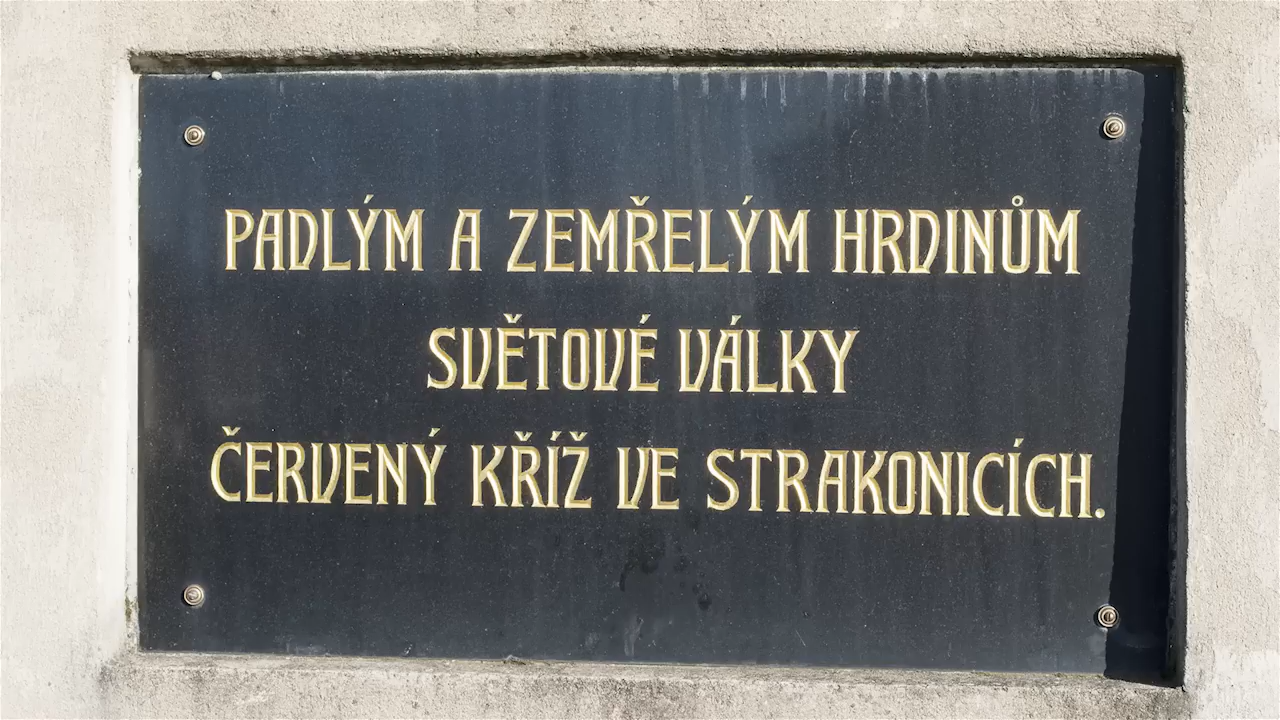 PADLÝM A ZEMŘELÝM HRDINŮM
SVĚTOVÉ VÁLKY
ČERVENÝ KŘÍŽ VE STRAKONICÍCH.